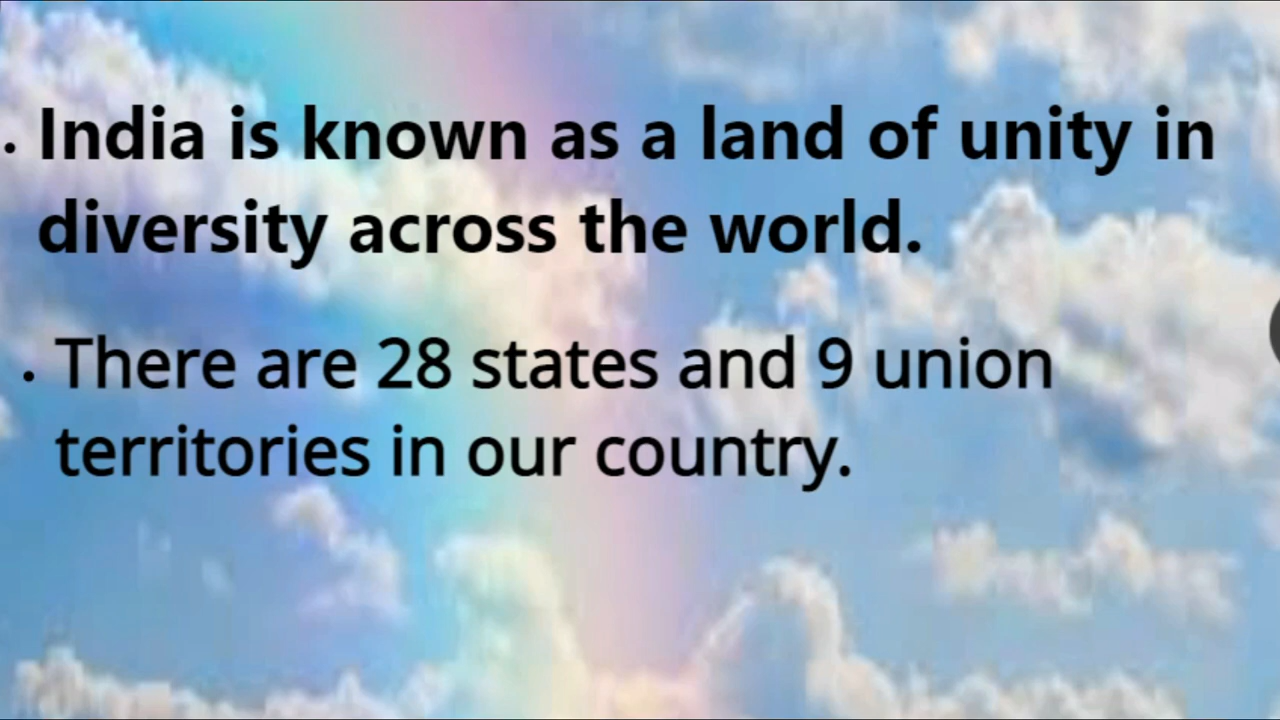 • India is known as a land of unity in
diversity across the world.
• There are 28 states and 9 union
territories in our country.